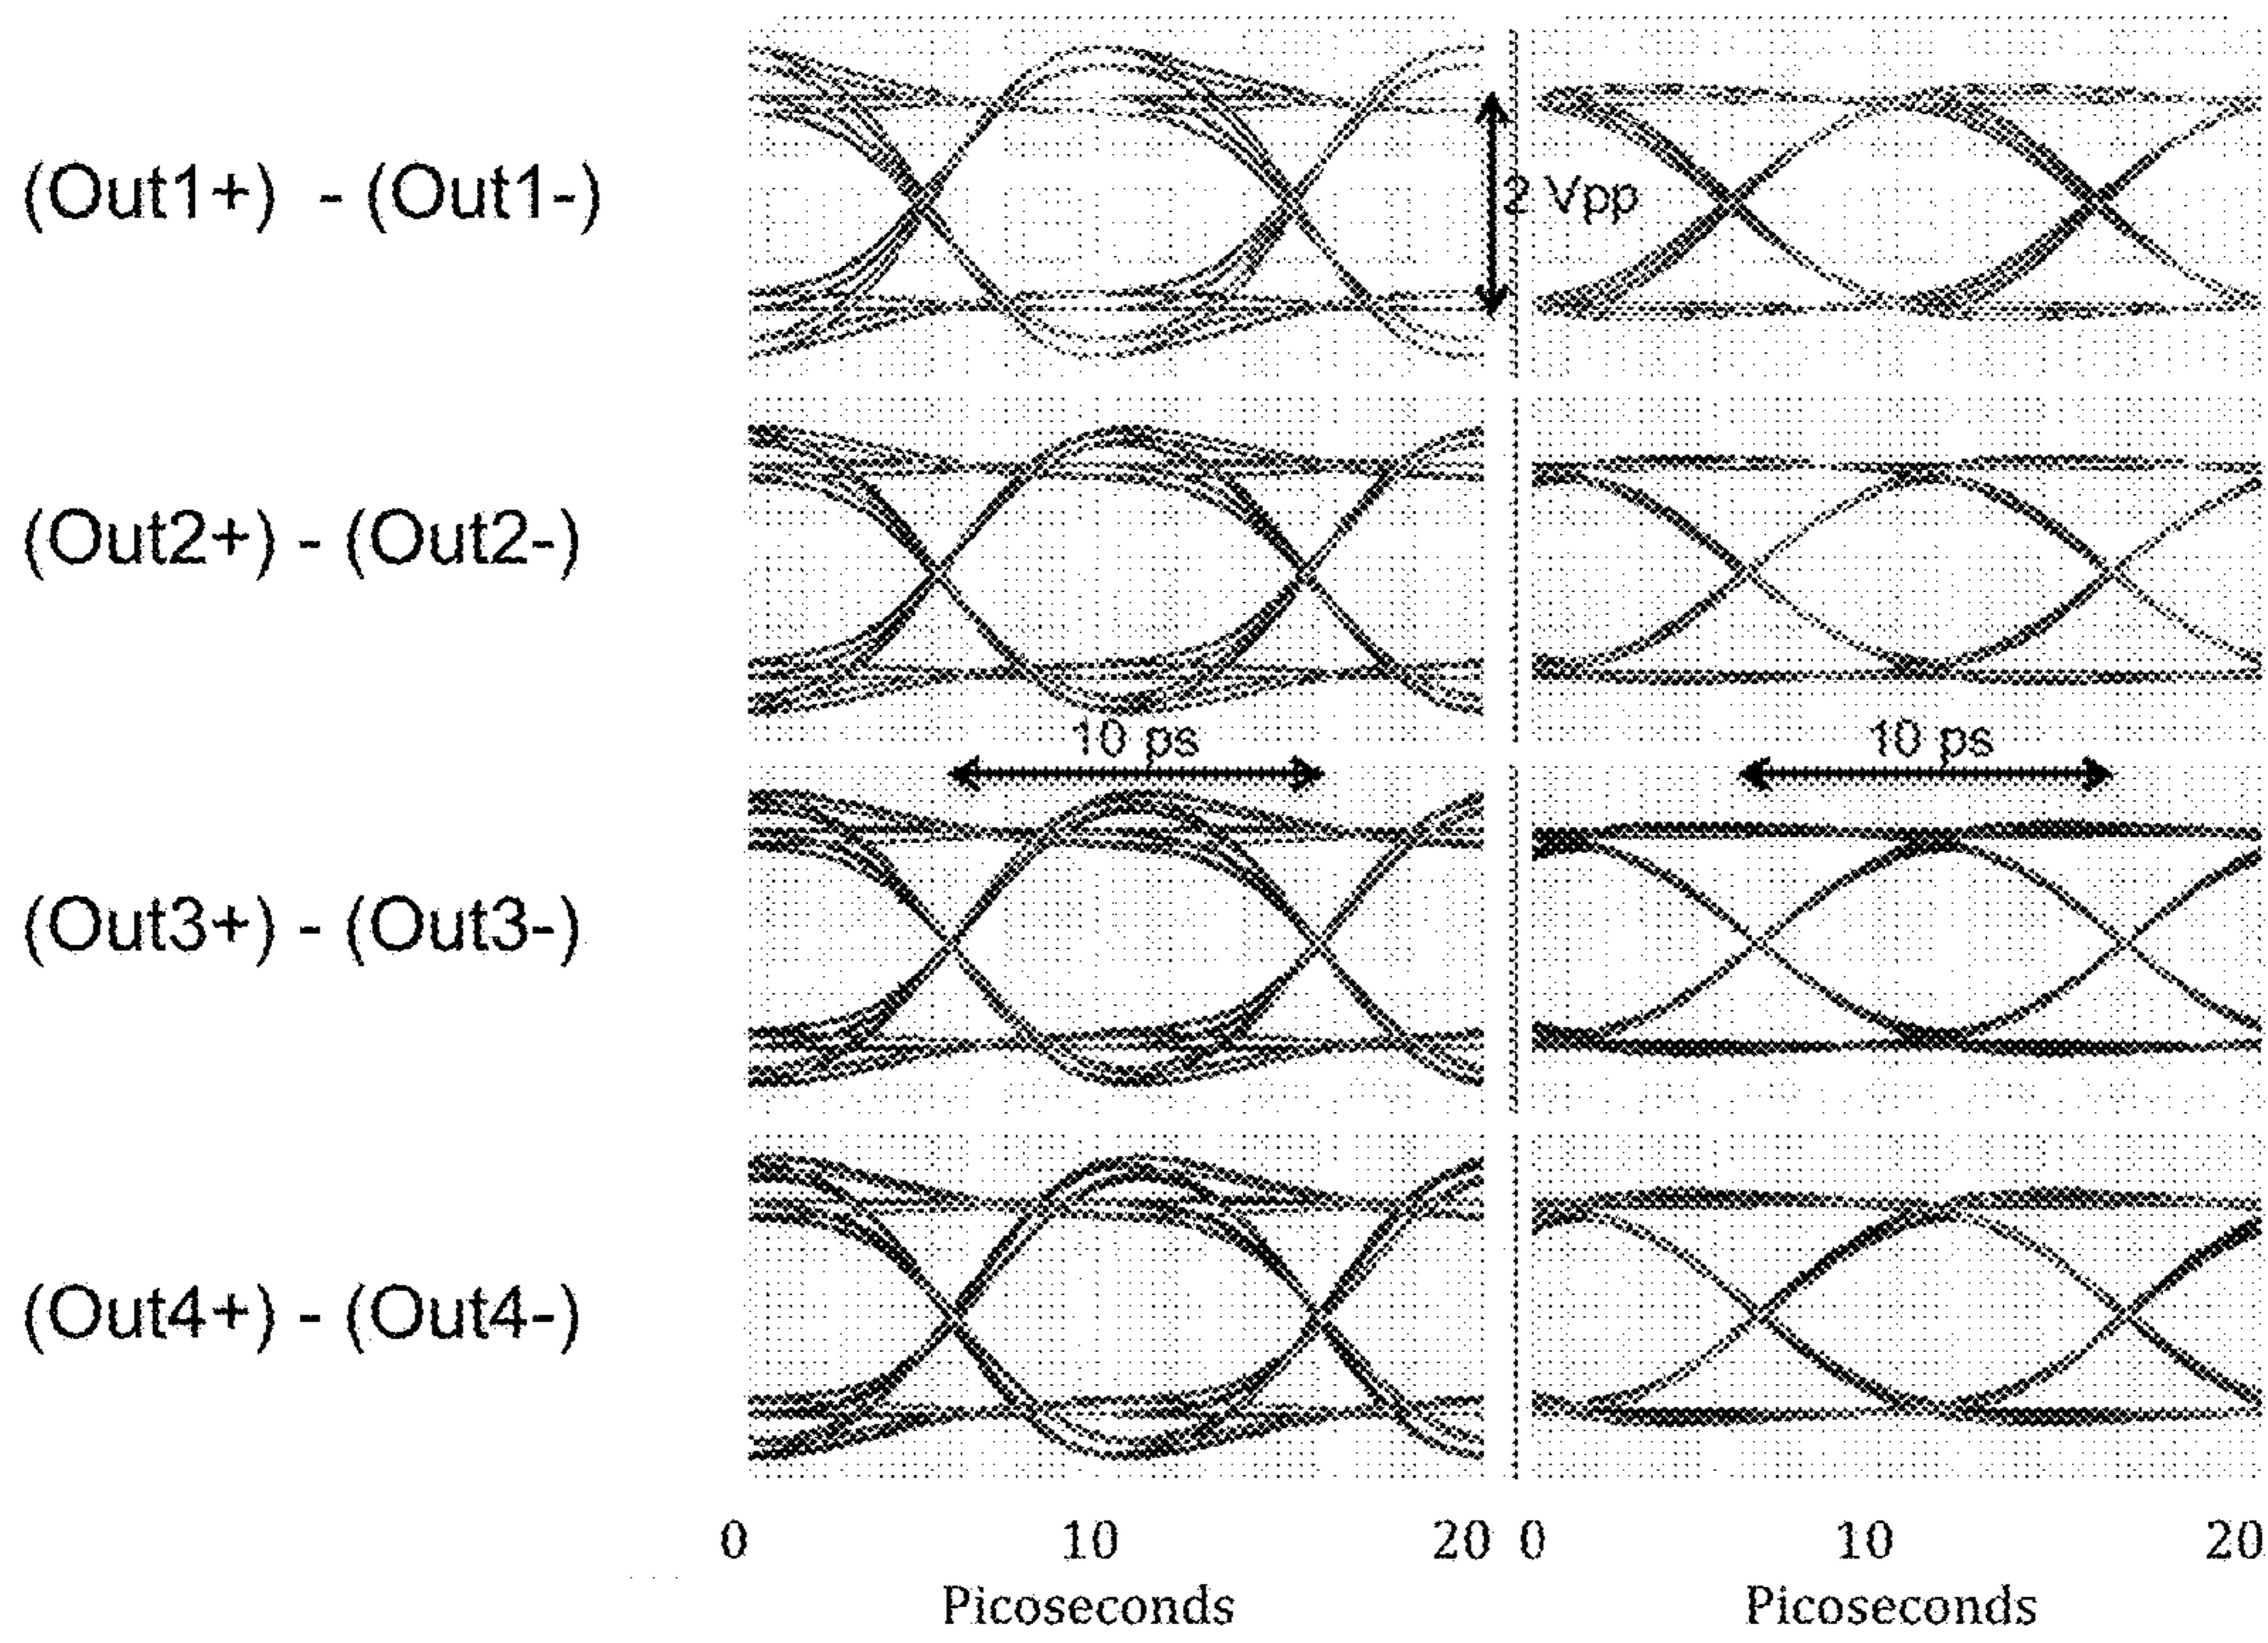 (Out1+) - (Out1-)
2 Vpp
(Out2+) - (Out2-)
10 ps 10 ps
(Out3+) - (Out3-)
(Out4+) - (Out4-)
0 10 20 0 10 20
Picoseconds Picoseconds